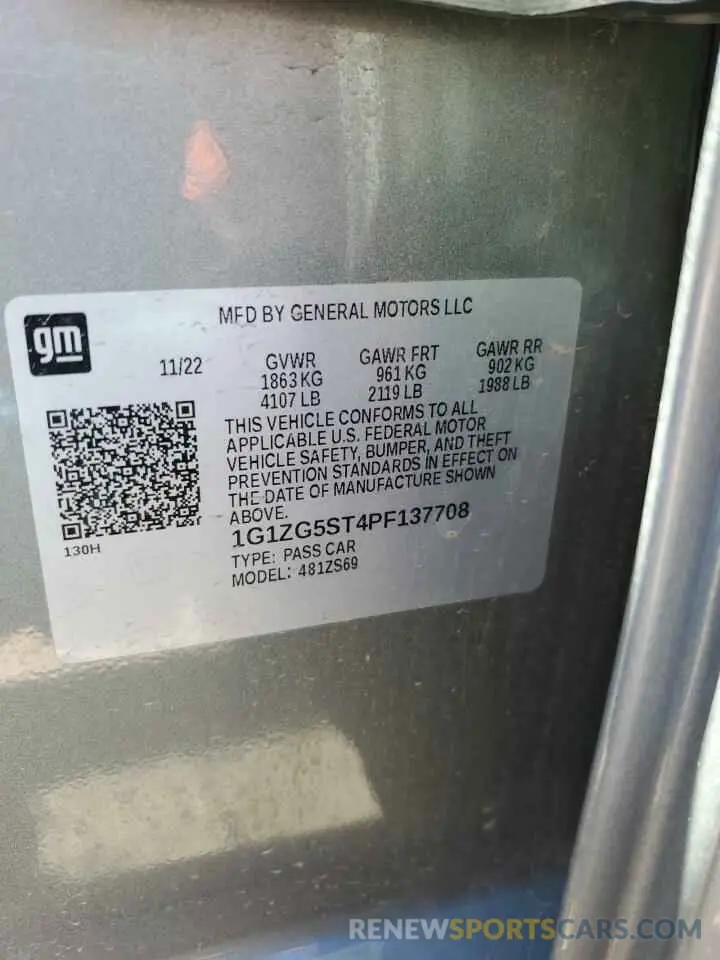 MFD BY GENERAL MOTORS LLC
gm
11/22
GVWR
1863 KG
4107 LB
GAWR FRT
961 KG
2119 LB
GAWR RR
902 KG
1988 LB
THIS VEHICLE CONFORMS TO ALL
APPLICABLE U.S. FEDERAL MOTOR
VEHICLE SAFETY, BUMPER, AND THEFT
PREVENTION STANDARDS IN EFFECT ON
THE DATE OF MANUFACTURE SHOWN
ABOVE.
130H
1G1ZG5ST4PF137708
TYPE: PASS CAR
MODEL: 481ZS69
RENEWSPORTSCARS.COM